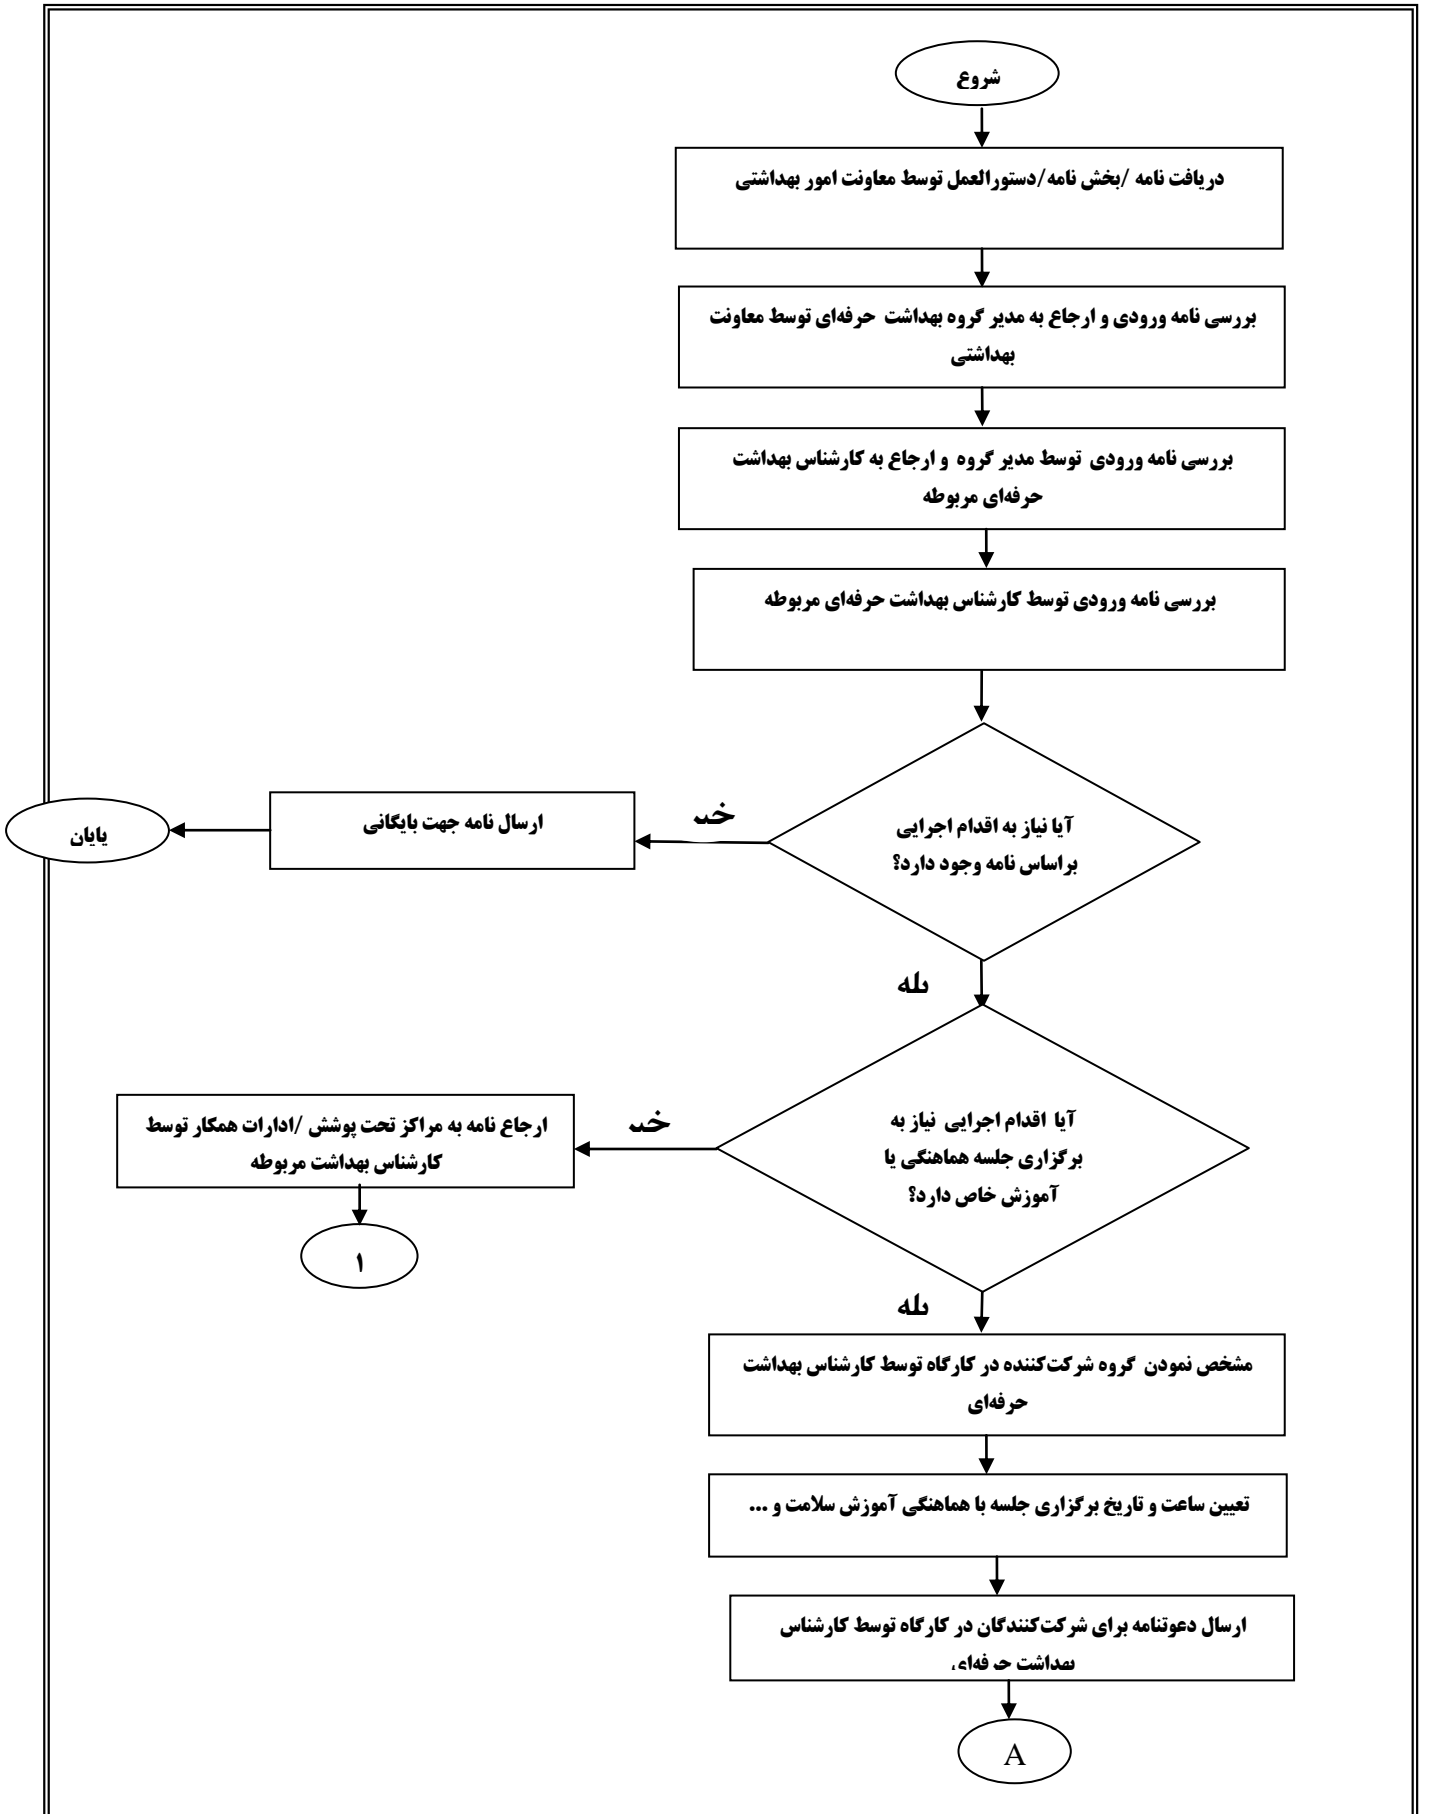 شروع
دریافت نامه /بخش نامه/دستورالعمل توسط معاونت امور بهداشتی
بررسی نامه ورودی و ارجاع به مدیر گروه بهداشت حرفه‌ای توسط معاونت
بهداشتی
بررسی نامه ورودی توسط مدیر گروه و ارجاع به کارشناس بهداشت
حرفه‌ای مربوطه
بررسی نامه ورودی توسط کارشناس بهداشت حرفه‌ای مربوطه
آیا نیاز به اقدام اجرایی
براساس نامه وجود دارد؟
خیر
ارسال نامه جهت بایگانی
پایان
بله
آیا اقدام اجرایی نیاز به
برگزاری جلسه هماهنگی یا
آموزش خاص دارد؟
خیر
ارجاع نامه به مراکز تحت پوشش /ادارات همکار توسط
کارشناس بهداشت مربوطه
۱
بله
مشخص نمودن گروه شرکت‌کننده در کارگاه توسط کارشناس بهداشت
حرفه‌ای
تعیین ساعت و تاریخ برگزاری جلسه با هماهنگی آموزش سلامت و ...
ارسال دعوتنامه برای شرکت‌کنندگان در کارگاه توسط کارشناس
بهداشت حرفه‌ای
A